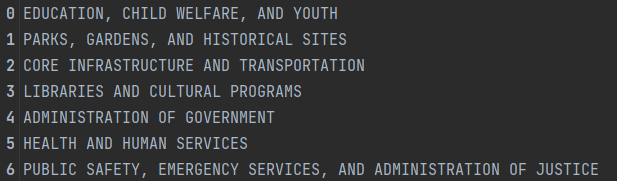 0 EDUCATION, CHILD WELFARE, AND YOUTH
1 PARKS, GARDENS, AND HISTORICAL SITES
2 CORE INFRASTRUCTURE AND TRANSPORTATION
3 LIBRARIES AND CULTURAL PROGRAMS
4 ADMINISTRATION OF GOVERNMENT
5 HEALTH AND HUMAN SERVICES
6 PUBLIC SAFETY, EMERGENCY SERVICES, AND ADMINISTRATION OF JUSTICE